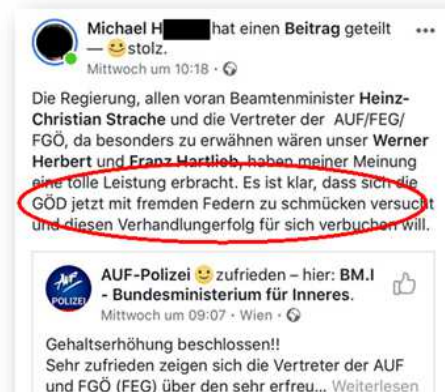 Michael H hat einen Beitrag geteilt
— stolz.
Mittwoch um 10:18 ·
Die Regierung, allen voran Beamtenminister Heinz-
Christian Strache und die Vertreter der AUF/FEG/
FGÖ, da besonders zu erwähnen wären unser Werner
Herbert und Franz Hartlieb, haben meiner Meinung
eine tolle Leistung erbracht. Es ist klar, dass sich die
GÖD jetzt mit fremden Federn zu schmücken versucht
und diesen Verhandlungerfolg für sich verbuchen will.
AUF
POLIZEI
AUF-Polizei zufrieden – hier: BM.I
- Bundesministerium für Inneres.
Mittwoch um 09:07 · Wien ·
Gehaltserhöhung beschlossen!!
Sehr zufrieden zeigen sich die Vertreter der AUF
und FGÖ (FEG) über den sehr erfreu... Weiterlesen